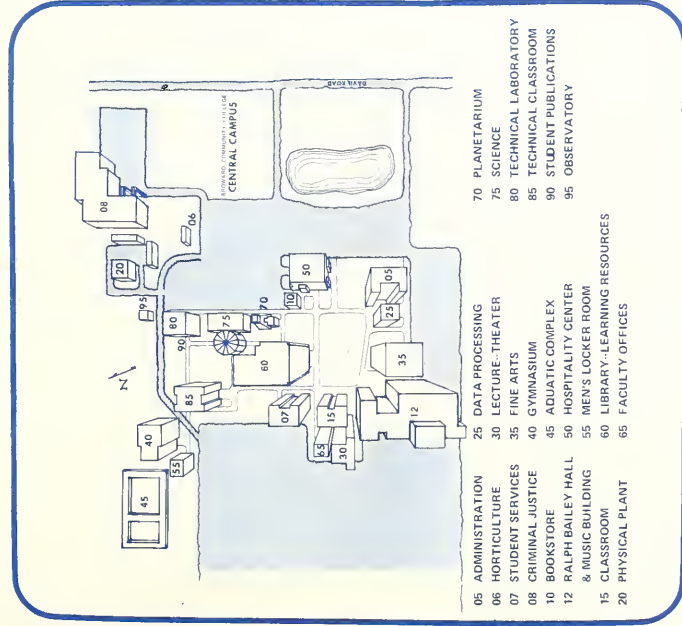 DAVIE ROAD
BROWARD COMMUNITY COLLEGE
CENTRAL CAMPUS
N
08
06
20
95
80
90
75
70
10
50
85
60
40
55
45
07
15
65
30
05
25
35
12
05 ADMINISTRATION
06 HORTICULTURE
07 STUDENT SERVICES
08 CRIMINAL JUSTICE
10 BOOKSTORE
12 RALPH BAILEY HALL
& MUSIC BUILDING
15 CLASSROOM
20 PHYSICAL PLANT
25 DATA PROCESSING
30 LECTURE--THEATER
35 FINE ARTS
40 GYMNASIUM
45 ADUATIC COMPLEX
50 HOSPITALITY CENTER
55 MEN'S LOCKER ROOM
60 LIBRARY--LEARNING RESOURCES
65 FACULTY OFFICES
70 PLANETARIUM
75 SCIENCE
80 TECHNICAL LABORATORY
85 TECHNICAL CLASSROOM
90 STUDENT PUBLICATIONS
95 OBSERVATORY